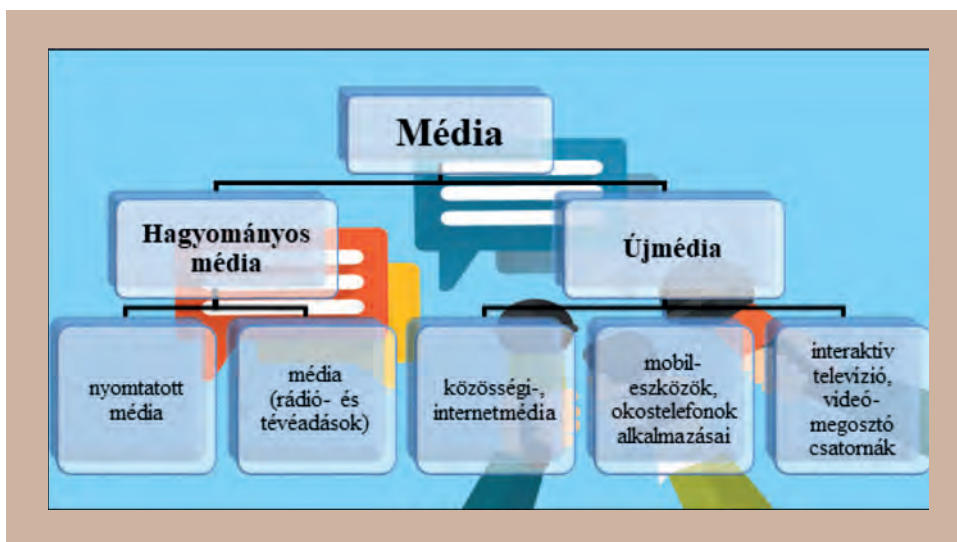 Média
Hagyományos
média
Újmédia
nyomtatott
média
média
(rádió- és
tévéadások)
közösségi-,
internetmédia
mobil-
eszközök,
okostelefonok
alkalmazásai
interaktív
televízió,
videó-
megosztó
csatornák